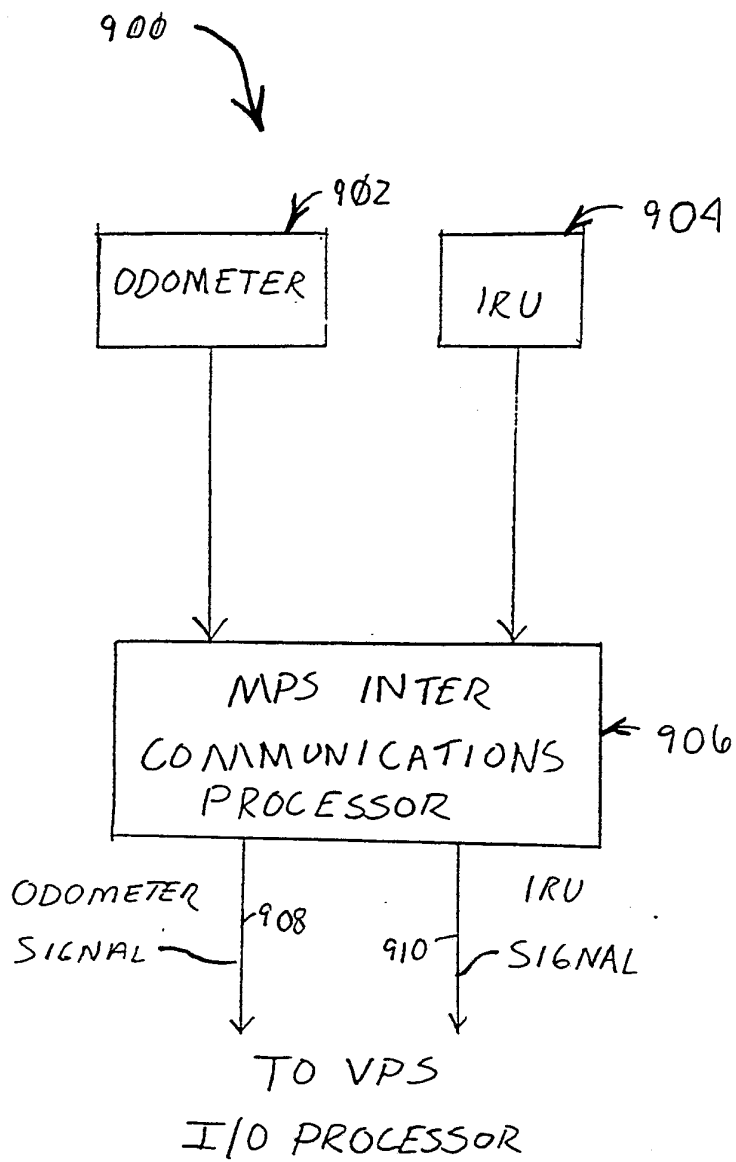 900
902
904
ODOMETER
IRU
MPS INTER
COMMUNICATIONS
PROCESSOR
906
ODOMETER
SIGNAL
908
910
IRU
SIGNAL
TO VPS
I/O PROCESSOR